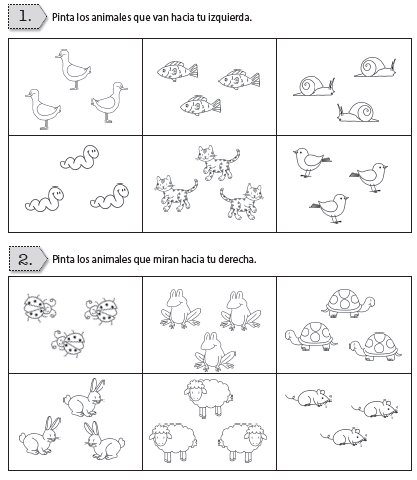 1. Pinta los animales que van hacia tu izquierda.
2. Pinta los animales que miran hacia tu derecha.